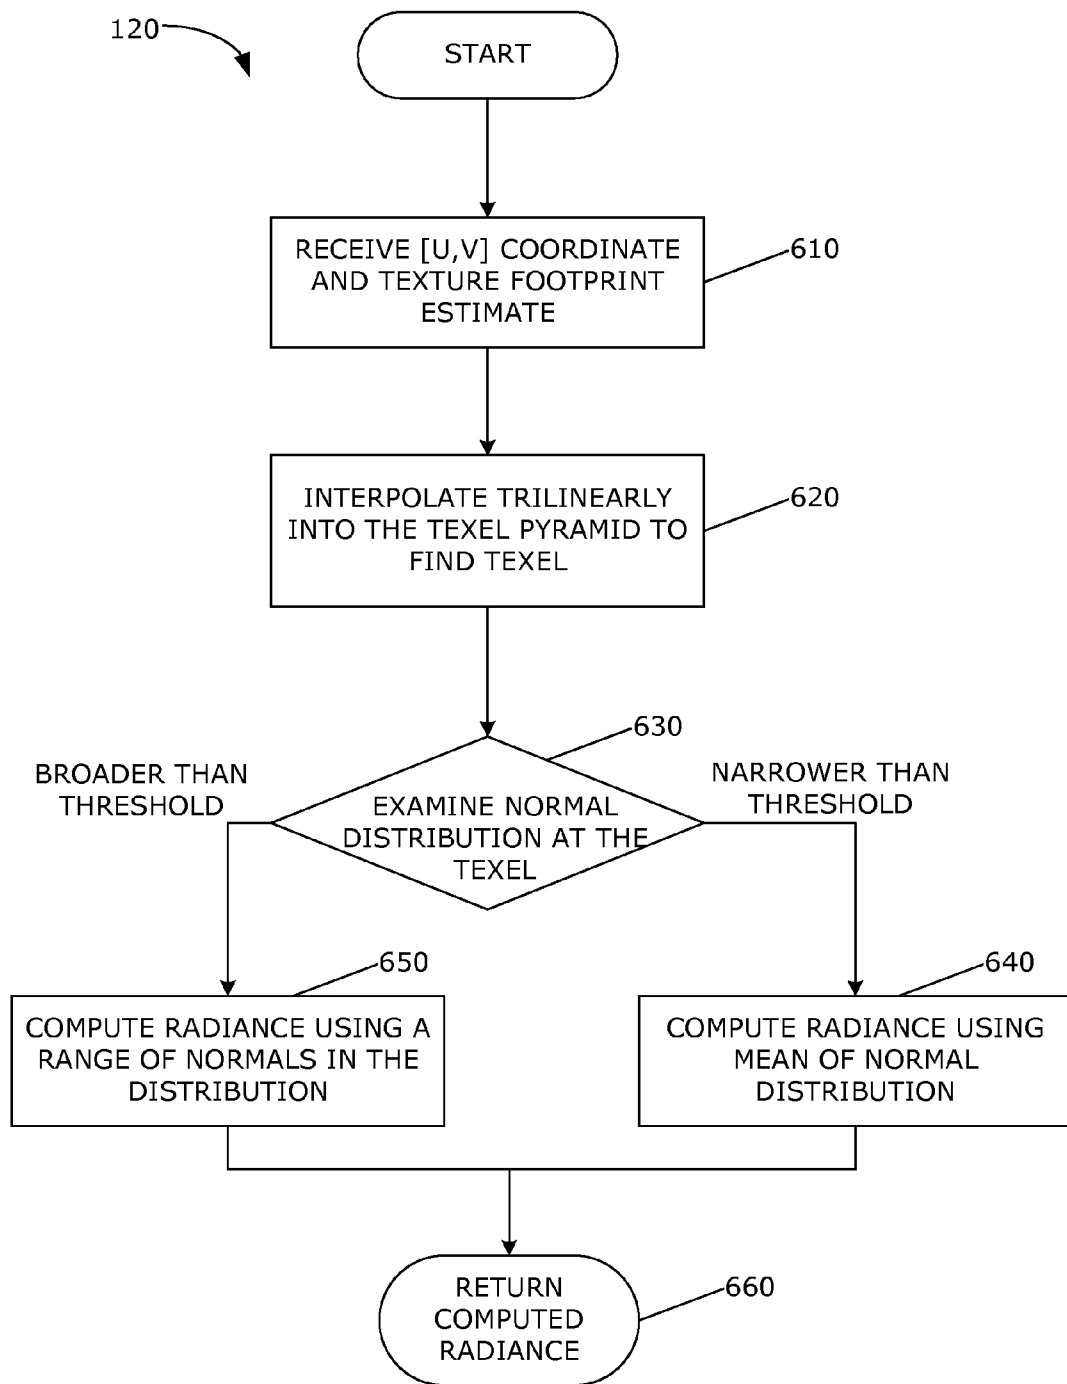 120
START
RECEIVE [U,V] COORDINATE
AND TEXTURE FOOTPRINT
ESTIMATE
610
INTERPOLATE TRILINEARLY
INTO THE TEXEL PYRAMID TO
FIND TEXEL
620
630
BROADER THAN
THRESHOLD
EXAMINE NORMAL
DISTRIBUTION AT THE
TEXEL
NARROWER THAN
THRESHOLD
650
COMPUTE RADIANCE USING A
RANGE OF NORMALS IN THE
DISTRIBUTION
640
COMPUTE RADIANCE USING
MEAN OF NORMAL
DISTRIBUTION
RETURN
COMPUTED
RADIANCE
660